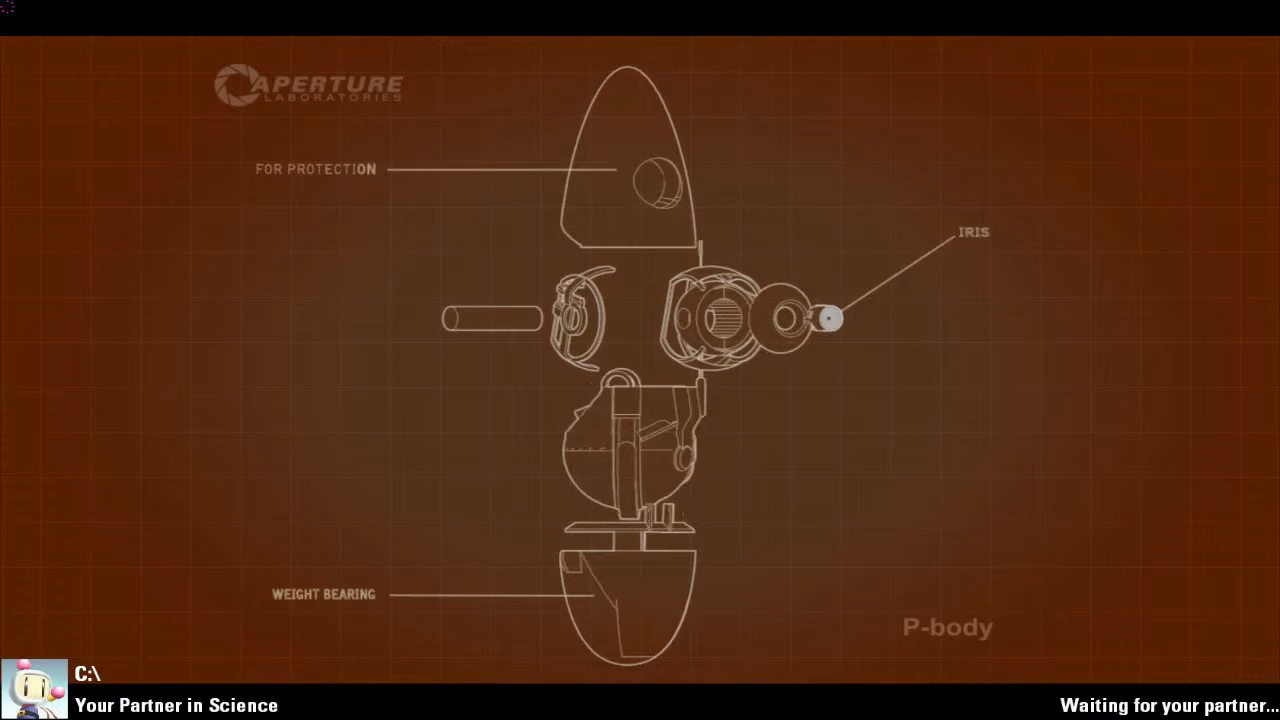 APERTURE
LABORATORIES
FOR PROTECTION
IRIS
WEIGHT BEARING
P-body
C:\
Your Partner in Science
Waiting for your partner...